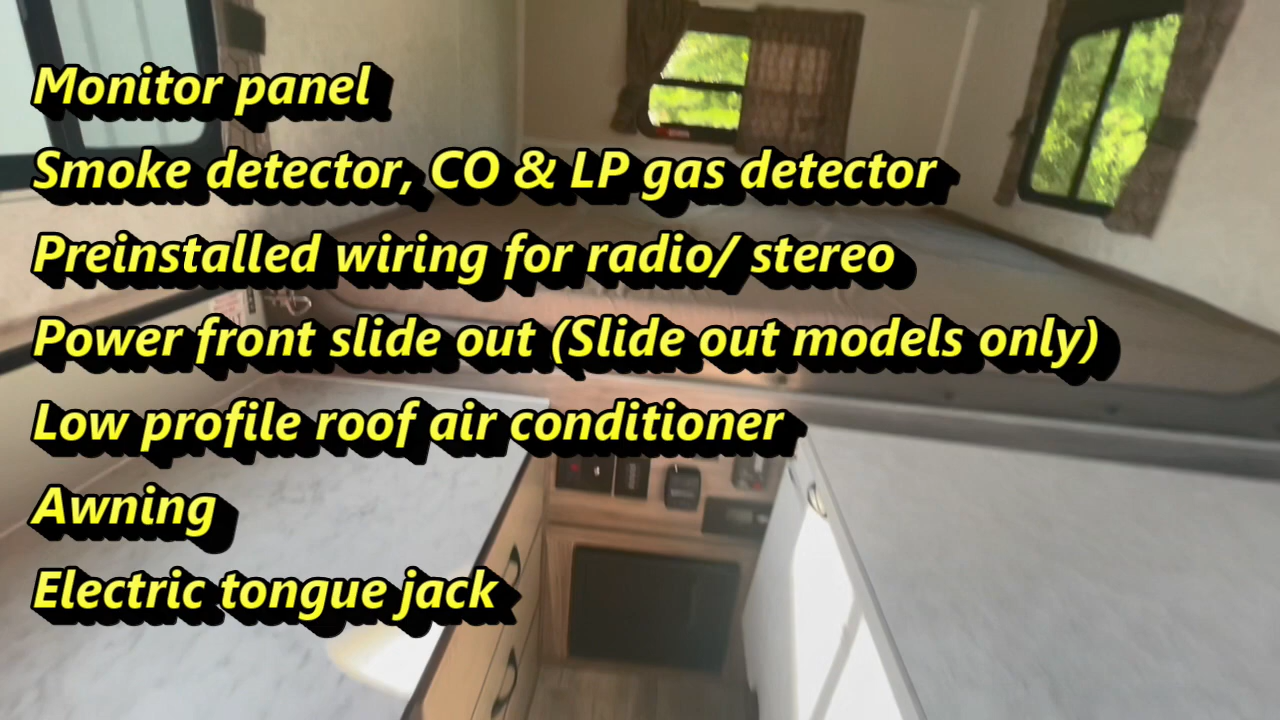 Monitor panel
Smoke detector, CO & LP gas detector
Preinstalled wiring for radio/ stereo
Power front slide out (Slide out models only)
Low profile roof air conditioner
Awning
Electric tongue jack